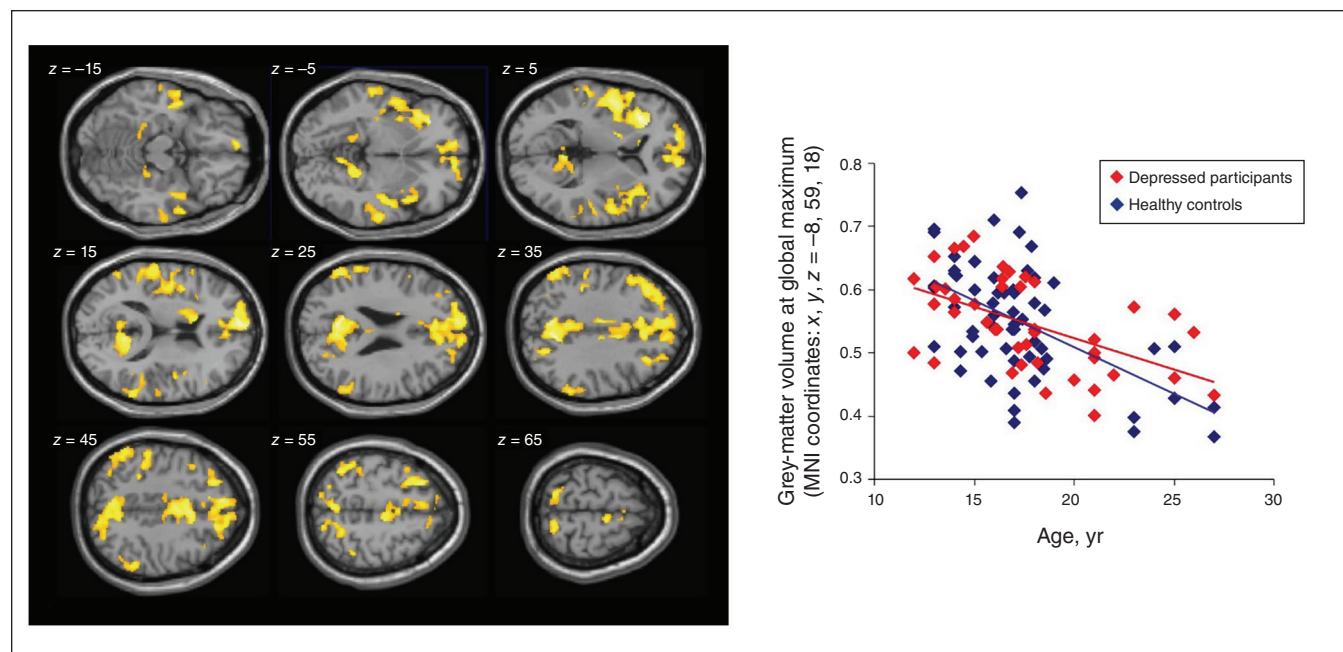 z = –15
z = –5
z = 5
z = 15
z = 25
z = 35
z = 45
z = 55
z = 65
Grey-matter volume at global maximum
(MNI coordinates: x, y, z = –8, 59, 18)
0.8
0.7
0.6
0.5
0.4
0.3
10
15
20
25
30
Age, yr
Depressed participants
Healthy controls